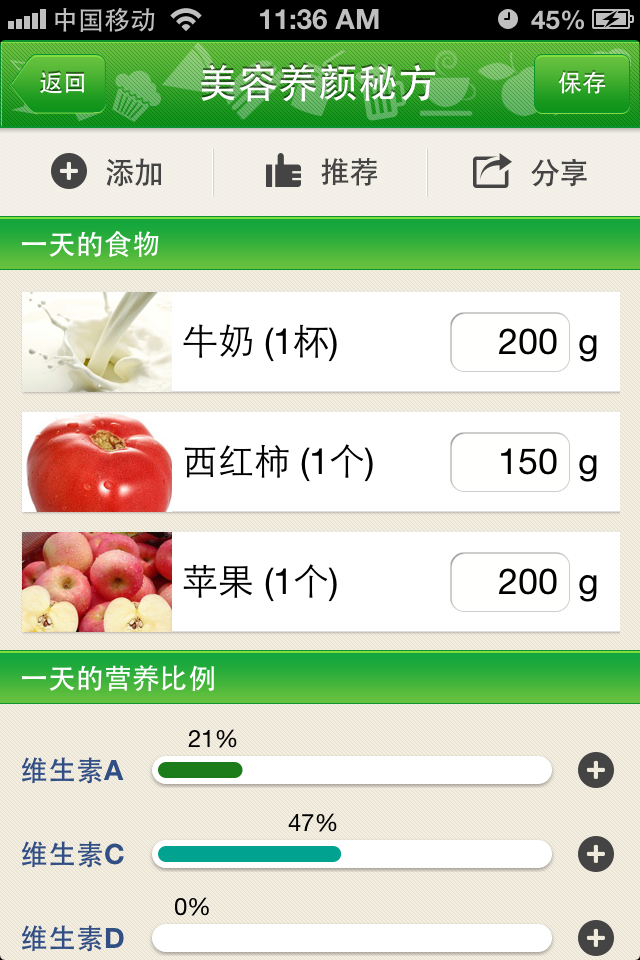 中国移动 11:36 AM 45%
返回 美容养颜秘方 保存
添加 推荐 分享
一天的食物
牛奶 (1杯) 200 g
西红柿 (1个) 150 g
苹果 (1个) 200 g
一天的营养比例
21%
维生素A
47%
维生素C
0%
维生素D